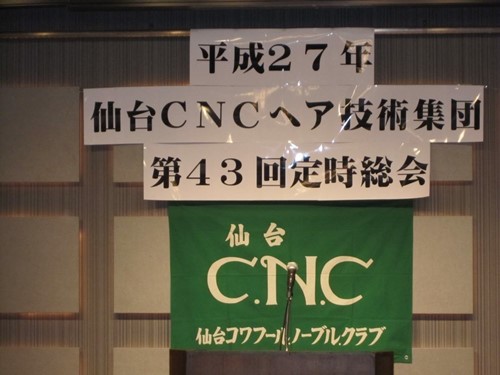 平成２７年
仙台ＣＮＣヘア技術集団
第４３回定時総会
仙台
C.N.C
仙台コワフール.ノーブル.クラブ